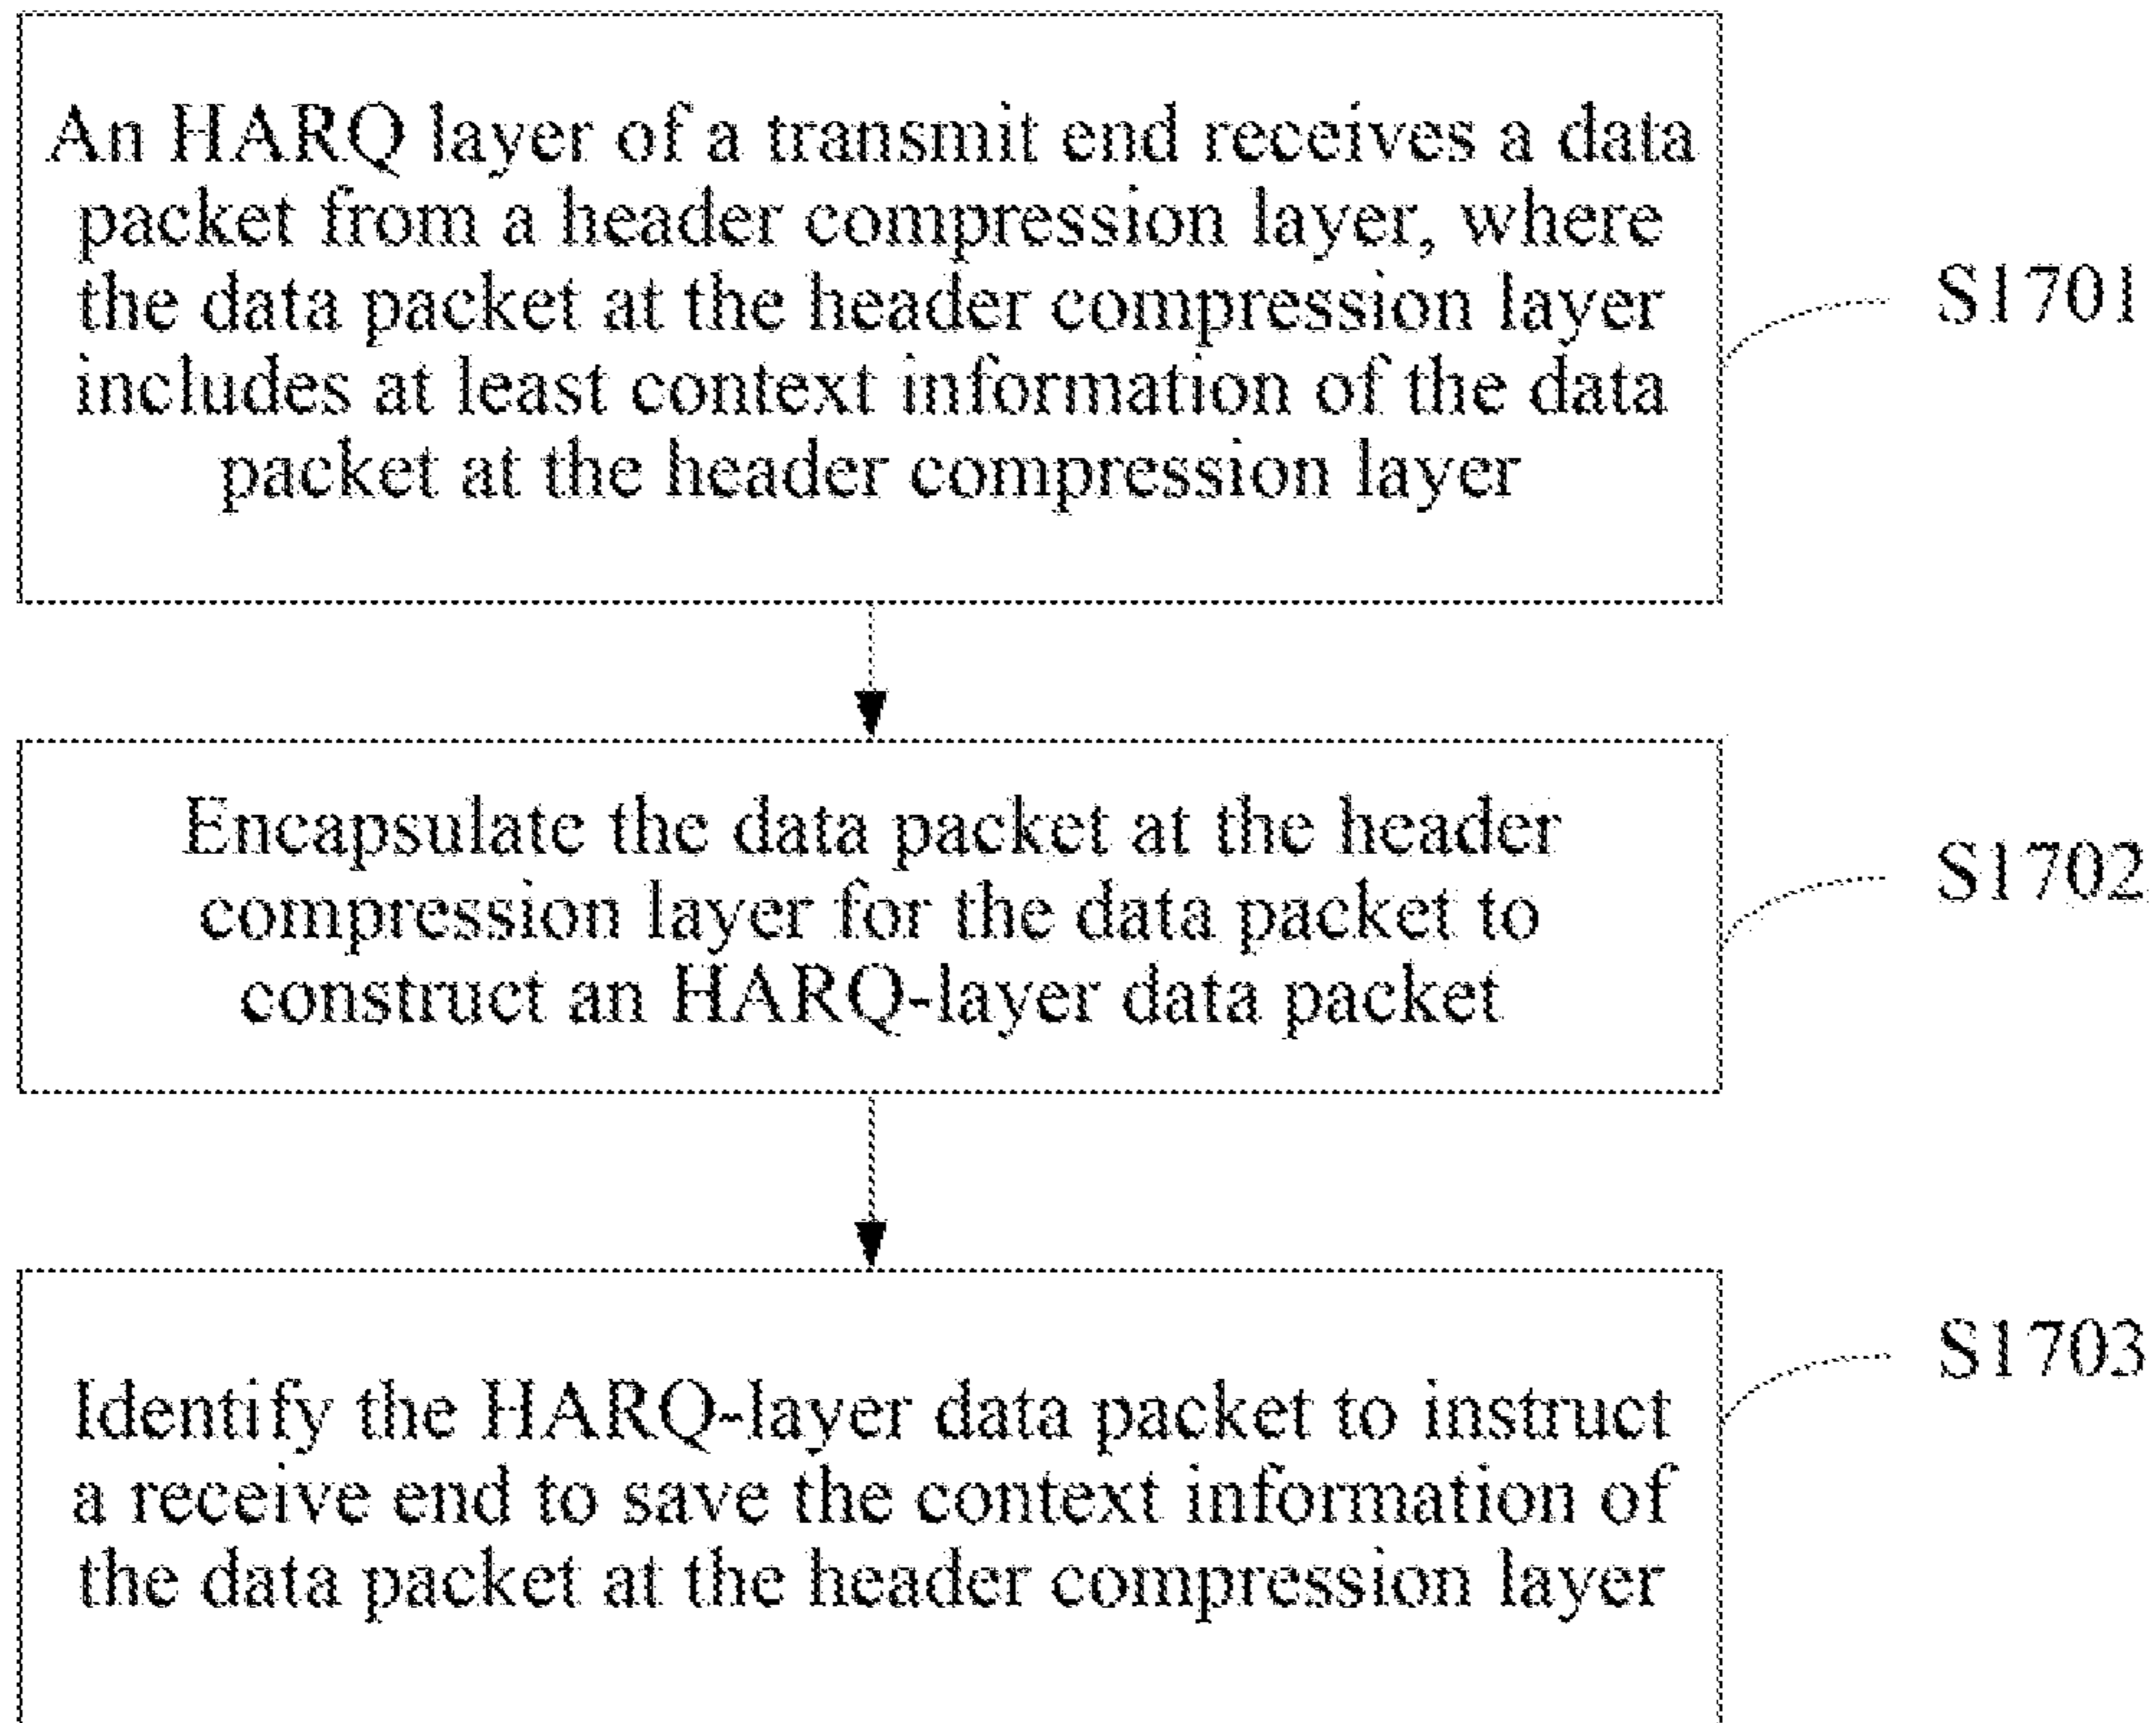 An HARQ layer of a transmit end receives a data
packet from a header compression layer, where
the data packet at the header compression layer
includes at least context information of the data
packet at the header compression layer
S1701
Encapsulate the data packet at the header
compression layer for the data packet to
construct an HARQ-layer data packet
S1702
Identify the HARQ-layer data packet to instruct
a receive end to save the context information of
the data packet at the header compression layer
S1703